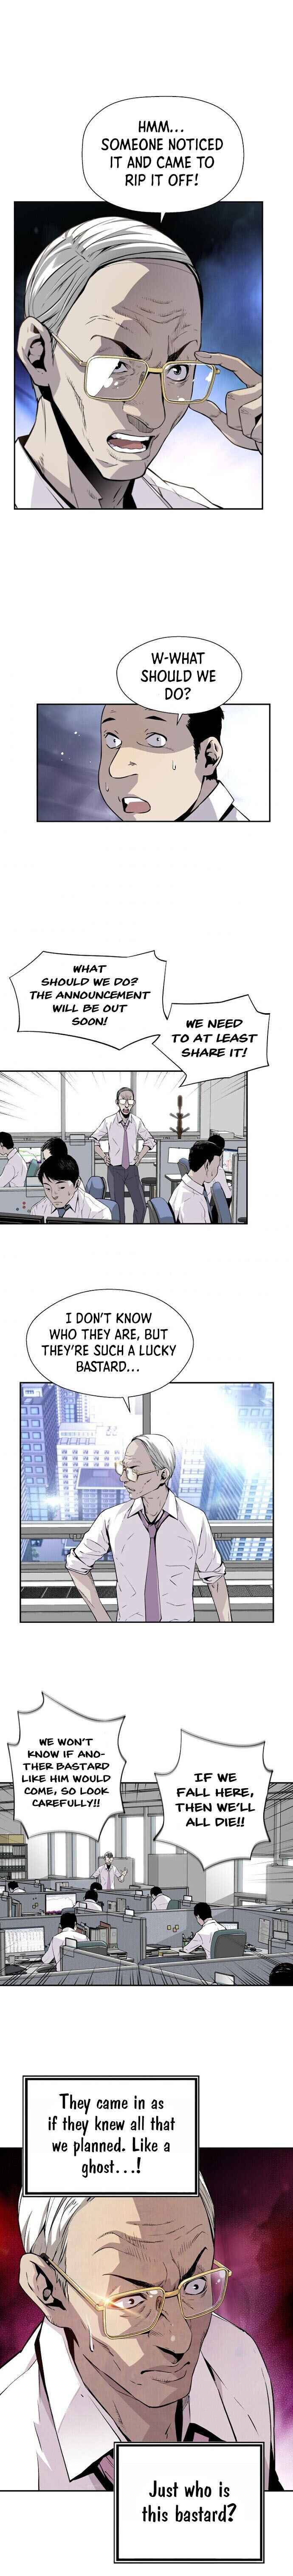 HMM...
SOMEONE NOTICED
IT AND CAME TO
RIP IT OFF!
W-WHAT
SHOULD WE
DO?
WHAT
SHOULD WE DO?
THE ANNOUNCEMENT
WILL BE OUT
SOON!
WE NEED
TO AT LEAST
SHARE IT!
I DON'T KNOW
WHO THEY ARE, BUT
THEY'RE SUCH A LUCKY
BASTARD...
WE WON'T
KNOW IF ANO-
THER BASTARD
LIKE HIM WOULD
COME, SO LOOK
CAREFULLY!!
IF WE
FALL HERE,
THEN WE'LL
ALL DIE!!
They came in as
if they knew all that
we planned. Like a
ghost...!
Just who is
this bastard?